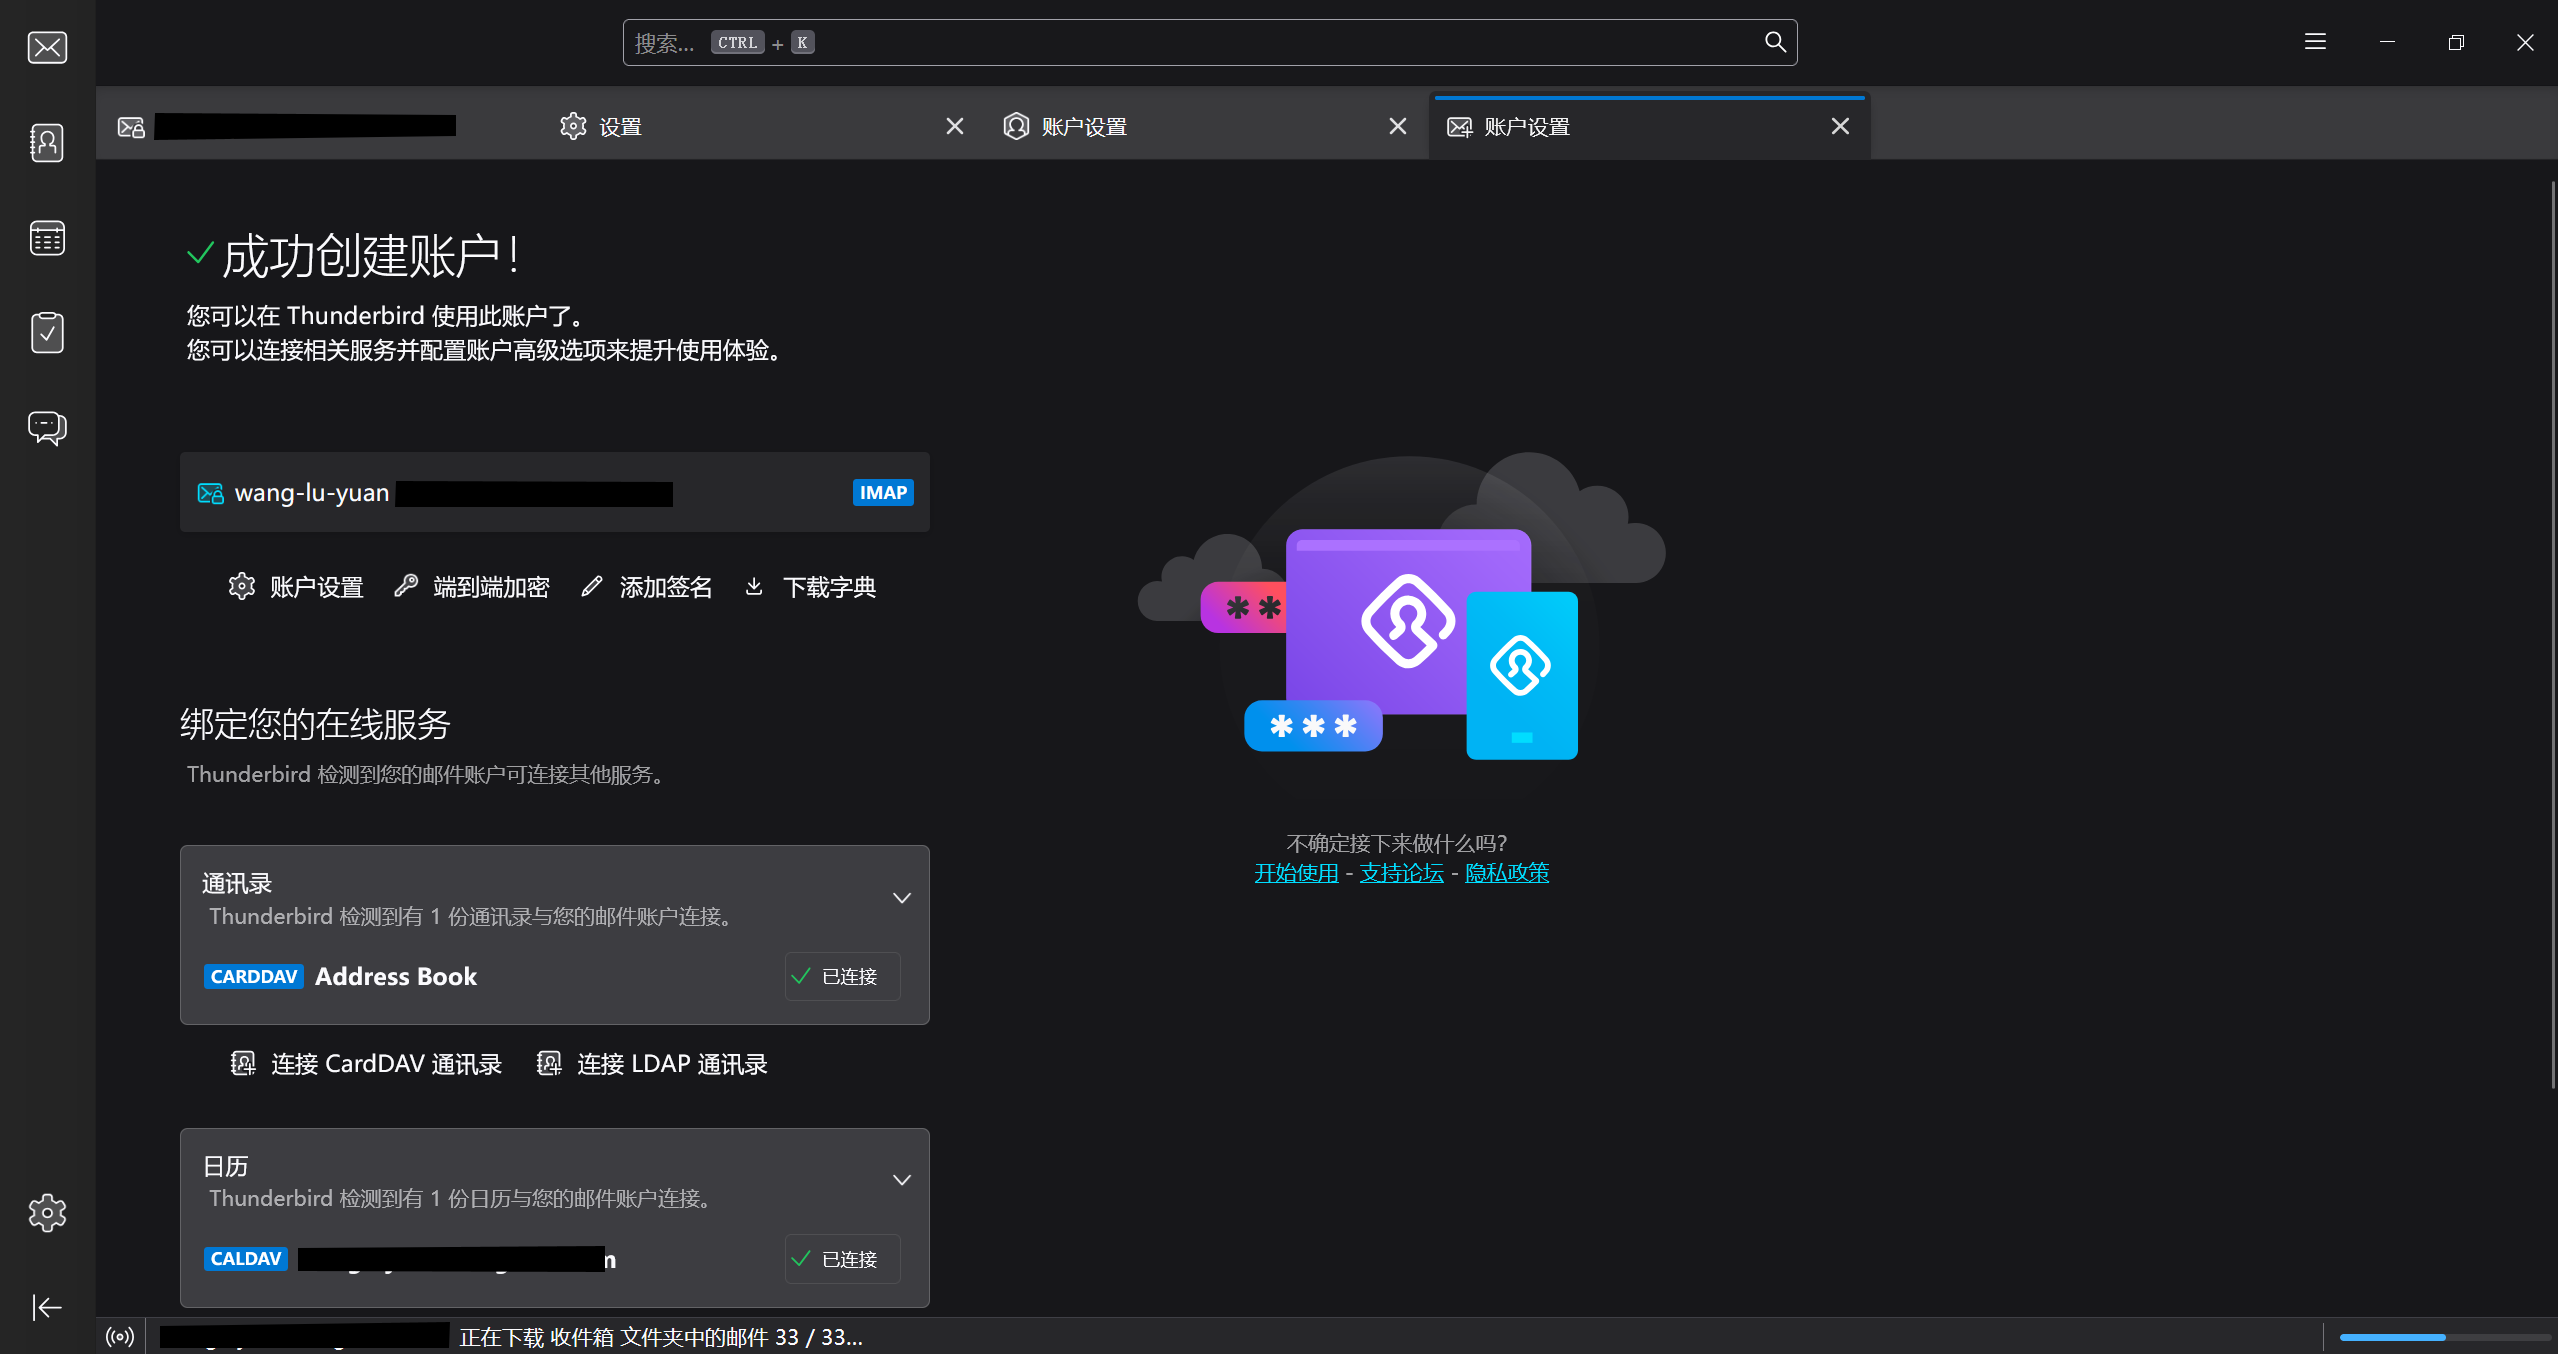 搜索... CTRL + K
设置
账户设置
账户设置
成功创建账户！
您可以在 Thunderbird 使用此账户了。
您可以连接相关服务并配置账户高级选项来提升使用体验。
wang-lu-yuan IMAP
账户设置 端到端加密 添加签名 下载字典
绑定您的在线服务
Thunderbird 检测到您的邮件账户可连接其他服务。
通讯录
Thunderbird 检测到有 1 份通讯录与您的邮件账户连接。
CARDDAV Address Book 已连接
连接 CardDAV 通讯录 连接 LDAP 通讯录
日历
Thunderbird 检测到有 1 份日历与您的邮件账户连接。
CALDAV 已连接
** 
***
不确定接下来做什么吗？
开始使用 - 支持论坛 - 隐私政策
正在下载 收件箱 文件夹中的邮件 33 / 33...